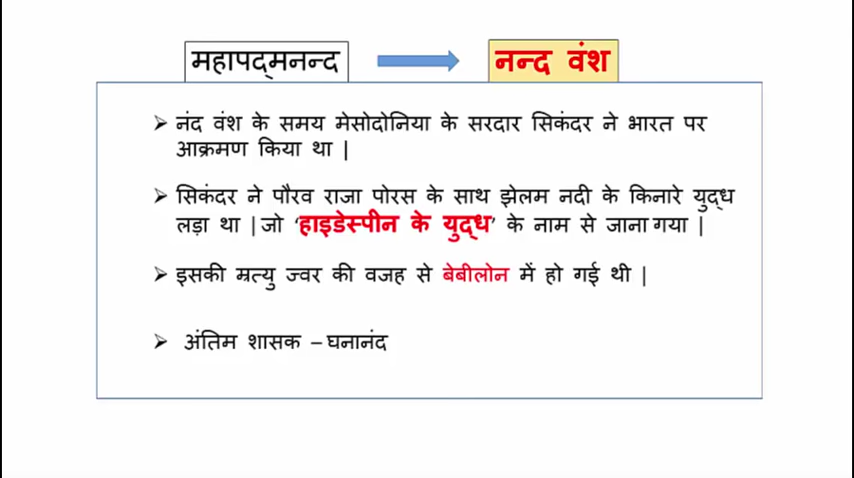 महापद्मनन्द
नन्द वंश
➢ नंद वंश के समय मेसोदोनिया के सरदार सिकंदर ने भारत पर
आक्रमण किया था |
➢ सिकंदर ने पौरव राजा पोरस के साथ झेलम नदी के किनारे युद्ध
लड़ा था | जो ‘हाइडेस्पीन के युद्ध’ के नाम से जाना गया |
➢ इसकी म्रत्यु ज्वर की वजह से बेबीलोन में हो गई थी |
➢ अंतिम शासक – घनानंद